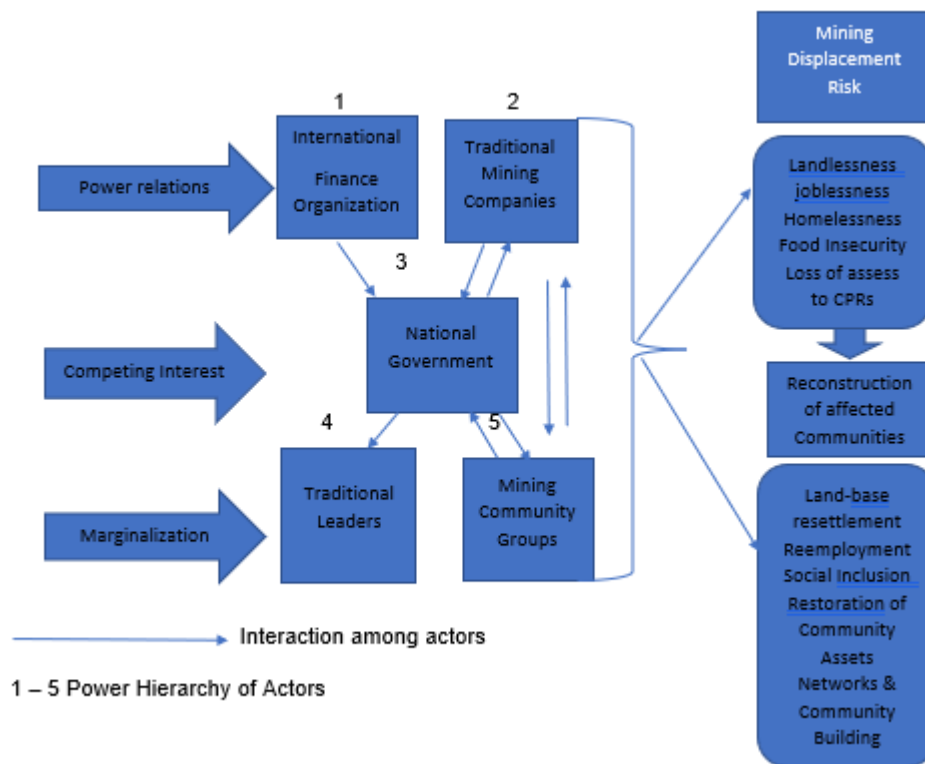 Mining
Displacement
Risk
1
2
International
Finance
Organization
Traditional
Mining
Companies
Power relations
Landlessness
joblessness
Homelessness
Food Insecurity
Loss of assess
to CPRs
3
National
Government
Competing Interest
Reconstruction
of affected
Communities
4
5
Traditional
Leaders
Mining
Community
Groups
Marginalization
Land-base
resettlement
Reemployment
Social Inclusion
Restoration of
Community
Assets
Networks &
Community
Building
Interaction among actors
1 – 5 Power Hierarchy of Actors